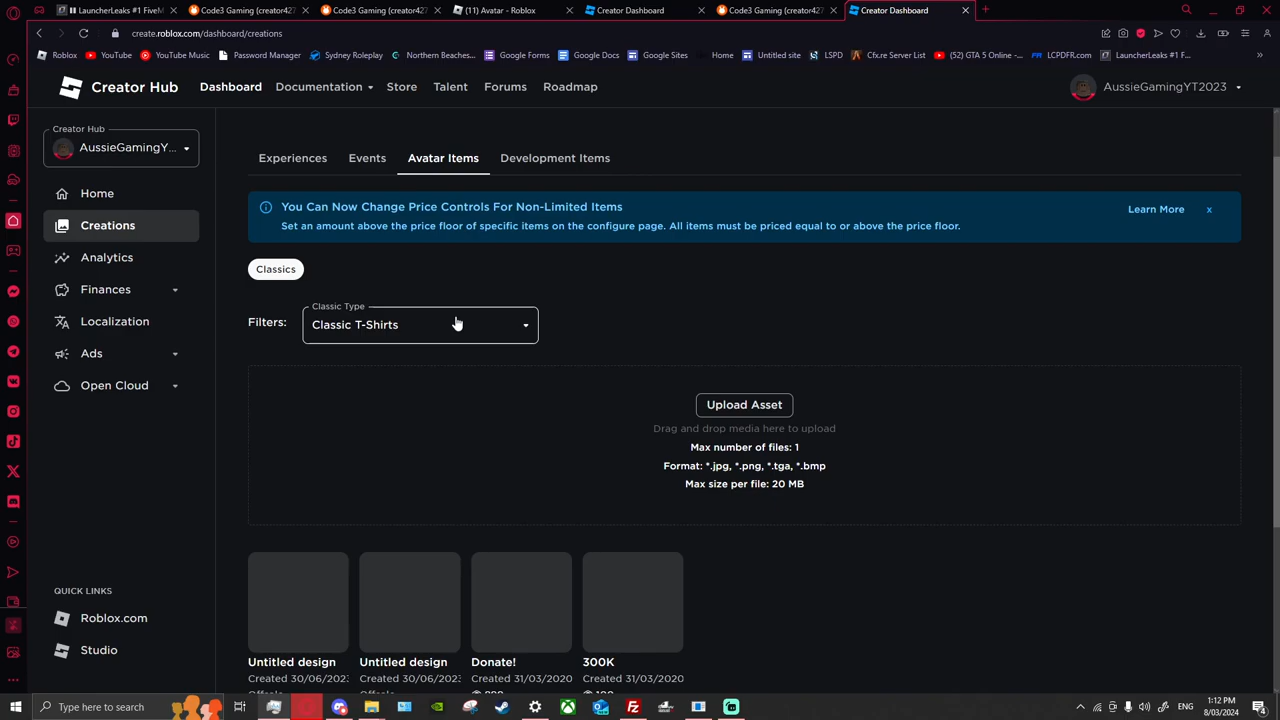 LauncherLeaks #1 FiveM
Code3 Gaming (creator427
Code3 Gaming (creator427
(11) Avatar - Roblox
Creator Dashboard
Code3 Gaming (creator427
Creator Dashboard
create.roblox.com/dashboard/creations
Roblox
YouTube
YouTube Music
Password Manager
Sydney Roleplay
Northern Beaches...
Google Forms
Google Docs
Google Sites
Home
Untitled site
LSPD
Cfx.re Server List
(52) GTA 5 Online -...
LCPDFR.com
LauncherLeaks #1 F...
Creator Hub
Dashboard
Documentation
Store
Talent
Forums
Roadmap
AussieGamingYT2023
Creator Hub
AussieGamingY...
Home
Creations
Analytics
Finances
Localization
Ads
Open Cloud
QUICK LINKS
Roblox.com
Studio
Experiences
Events
Avatar Items
Development Items
You Can Now Change Price Controls For Non-Limited Items
Set an amount above the price floor of specific items on the configure page. All items must be priced equal to or above the price floor.
Learn More
x
Classics
Filters:
Classic Type
Classic T-Shirts
Upload Asset
Drag and drop media here to upload
Max number of files: 1
Format: *.jpg, *.png, *.tga, *.bmp
Max size per file: 20 MB
Untitled design
Created 30/06/202
Untitled design
Created 30/06/202
Donate!
Created 31/03/2020
300K
Created 31/03/2020
Type here to search
ENG
1:12 PM
8/03/2024